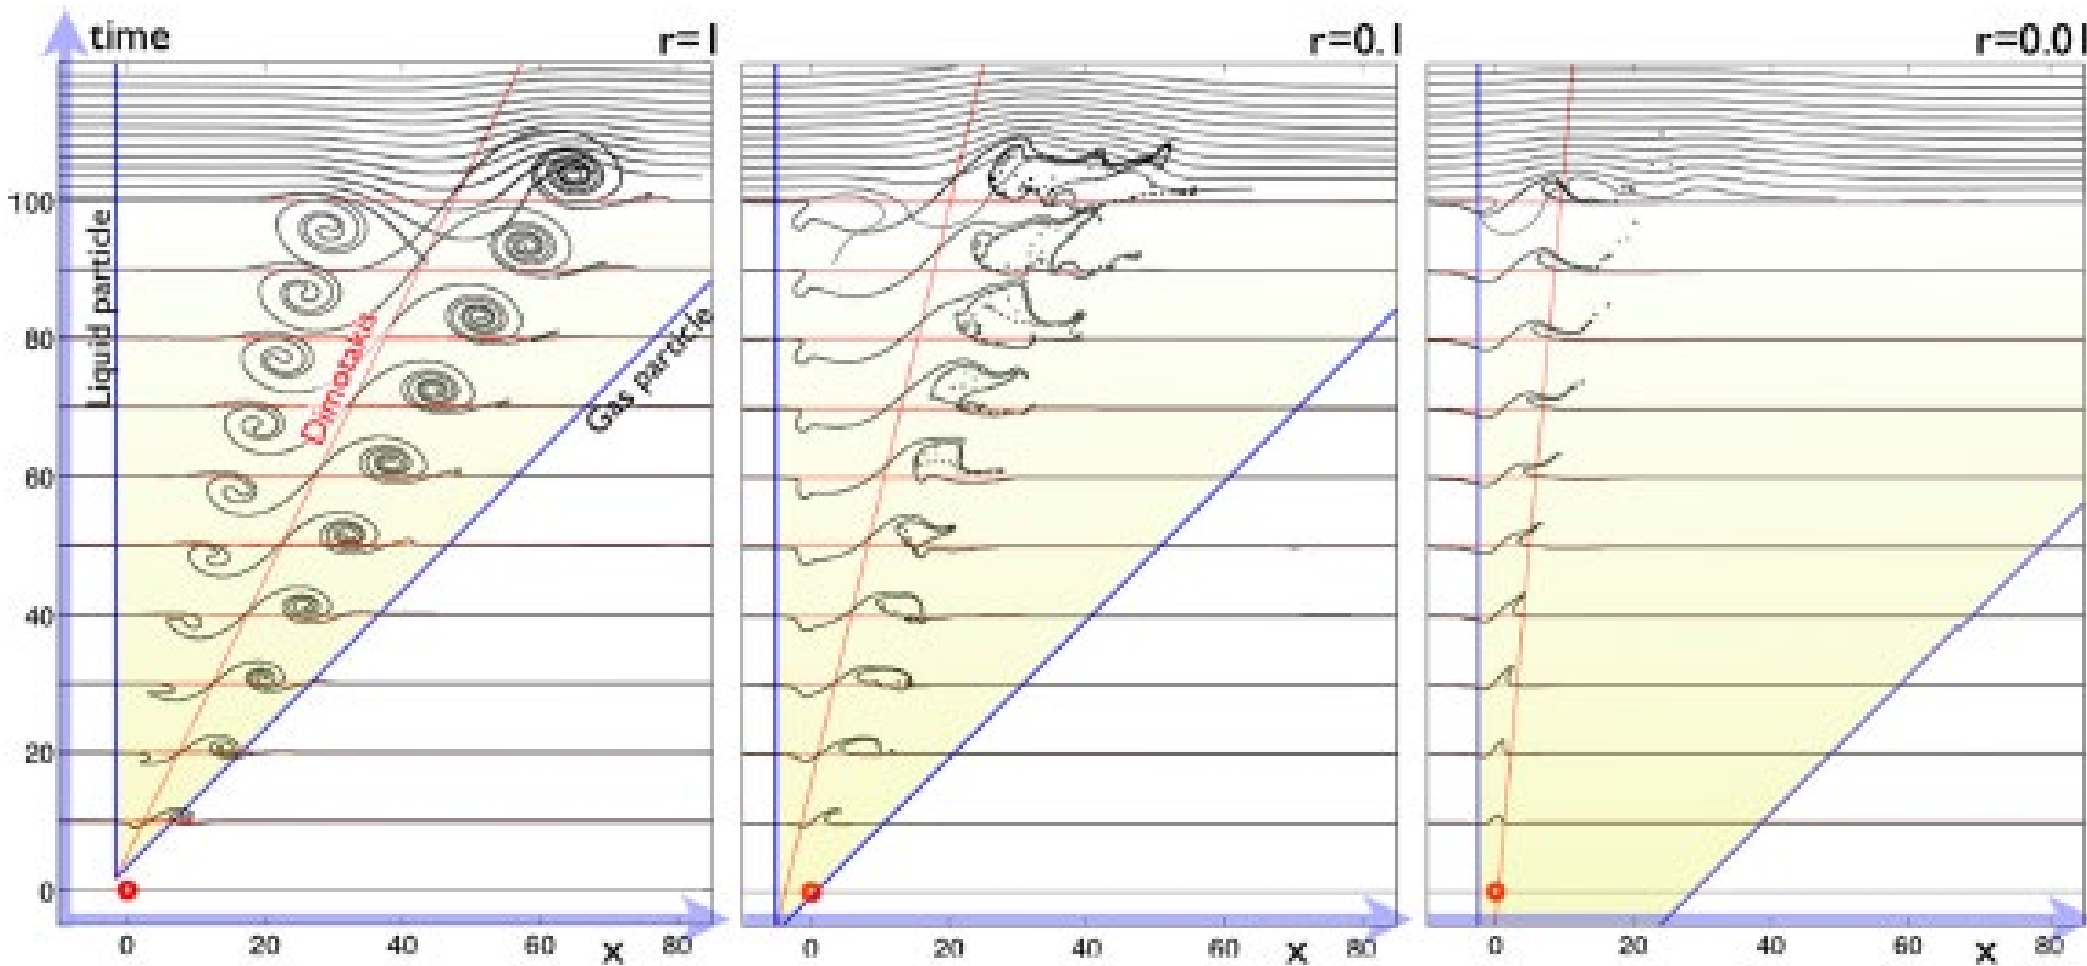 time
r=1
r=0.1
r=0.01
100
80
60
40
20
0
Liquid particle
Dimotakis
Gas particle
0 20 40 60 x 80
0 20 40 60 x 80
0 20 40 60 x 80